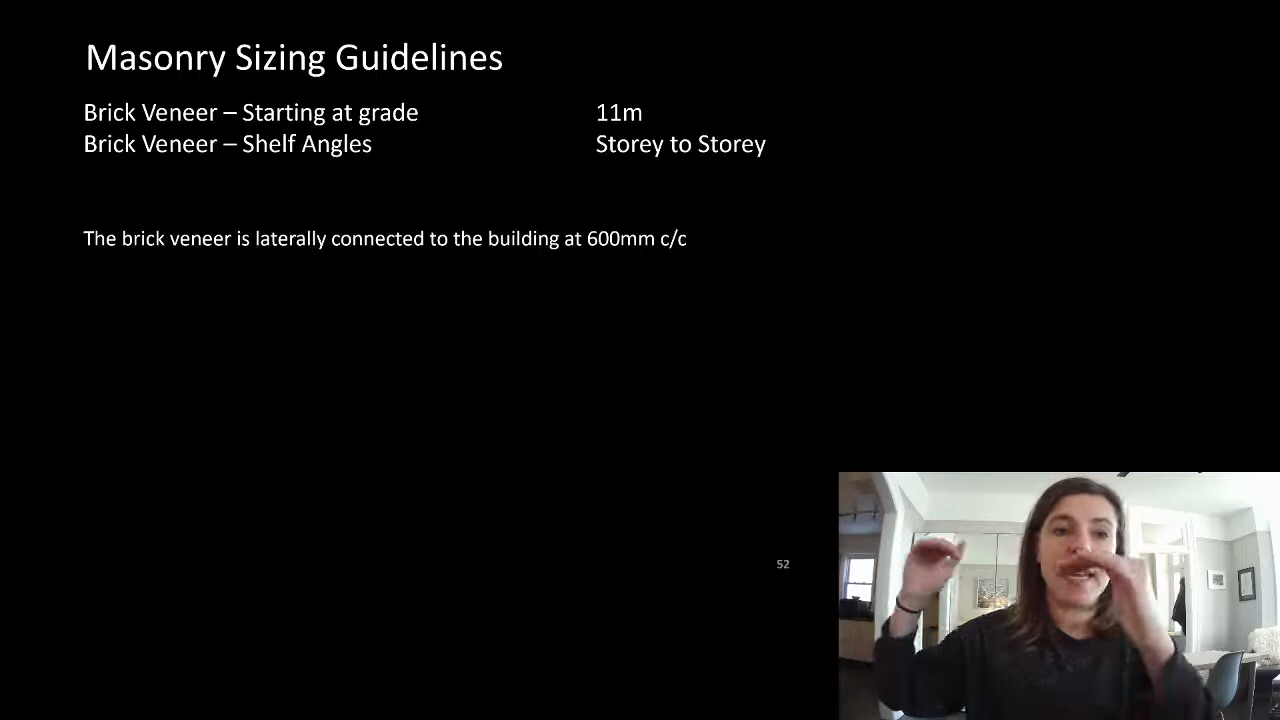 Masonry Sizing Guidelines
Brick Veneer – Starting at grade 11m
Brick Veneer – Shelf Angles Storey to Storey
The brick veneer is laterally connected to the building at 600mm c/c
52